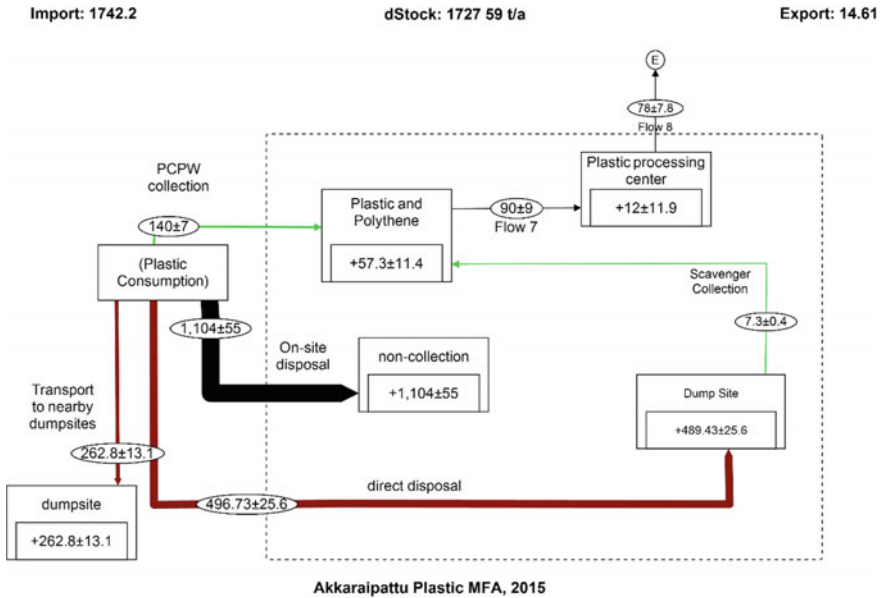 Import: 1742.2
dStock: 1727 59 t/a
Export: 14.61
E
78±7.8
Flow 8
PCPW
collection
140±7
Plastic and
Polythene
+57.3±11.4
90±9
Flow 7
Plastic processing
center
+12±11.9
(Plastic
Consumption)
1,104±55
On-site
disposal
non-collection
+1,104±55
Scavenger
Collection
7.3±0.4
Dump Site
+489.43±25.6
Transport
to nearby
dumpsites
262.8±13.1
dumpsite
+262.8±13.1
496.73±25.6
direct disposal
Akkaraipattu Plastic MFA, 2015